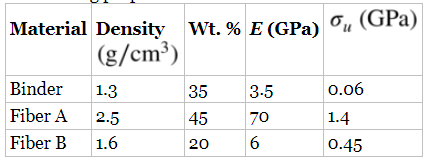 Material Density Wt. % E (GPa) σᵤ (GPa)
(g/cm³)
Binder 1.3 35 3.5 0.06
Fiber A 2.5 45 70 1.4
Fiber B 1.6 20 6 0.45